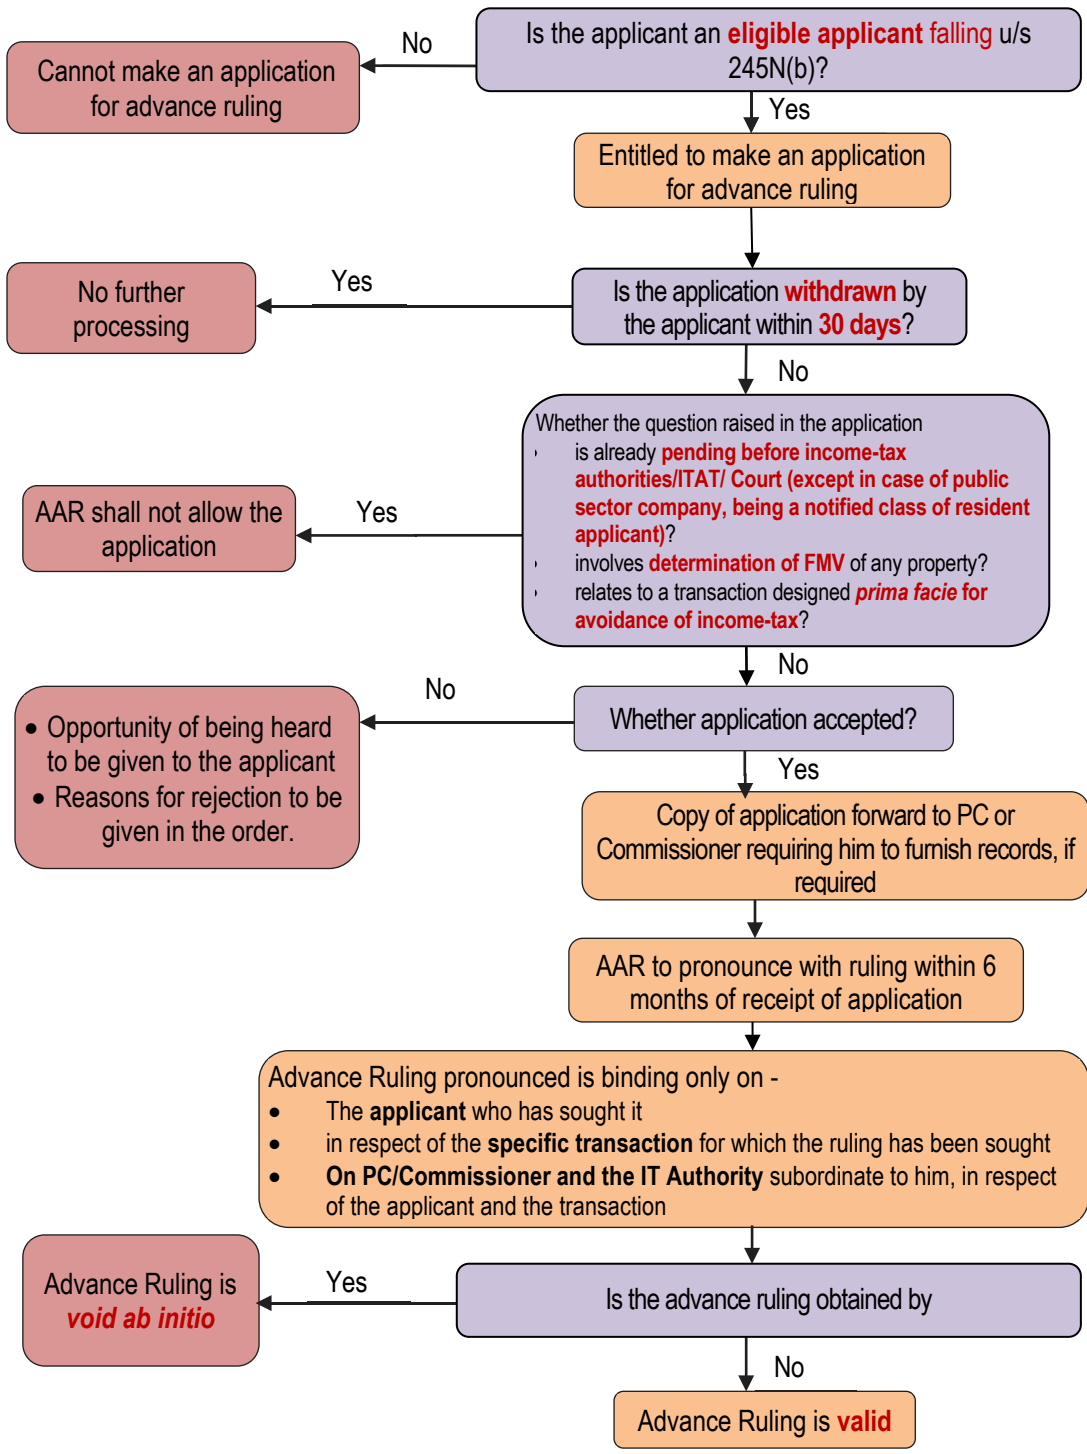 Is the applicant an eligible applicant falling u/s
245N(b)?
No
Cannot make an application
for advance ruling
Yes
Entitled to make an application
for advance ruling
Is the application withdrawn by
the applicant within 30 days?
Yes
No further
processing
No
Whether the question raised in the application
is already pending before income-tax
authorities/ITAT/ Court (except in case of public
sector company, being a notified class of resident
applicant)?
involves determination of FMV of any property?
relates to a transaction designed prima facie for
avoidance of income-tax?
Yes
AAR shall not allow the
application
No
Whether application accepted?
No
• Opportunity of being heard
to be given to the applicant
• Reasons for rejection to be
given in the order.
Yes
Copy of application forward to PC or
Commissioner requiring him to furnish records, if
required
AAR to pronounce with ruling within 6
months of receipt of application
Advance Ruling pronounced is binding only on -
• The applicant who has sought it
• in respect of the specific transaction for which the ruling has been sought
• On PC/Commissioner and the IT Authority subordinate to him, in respect
of the applicant and the transaction
Is the advance ruling obtained by
Yes
Advance Ruling is
void ab initio
No
Advance Ruling is valid